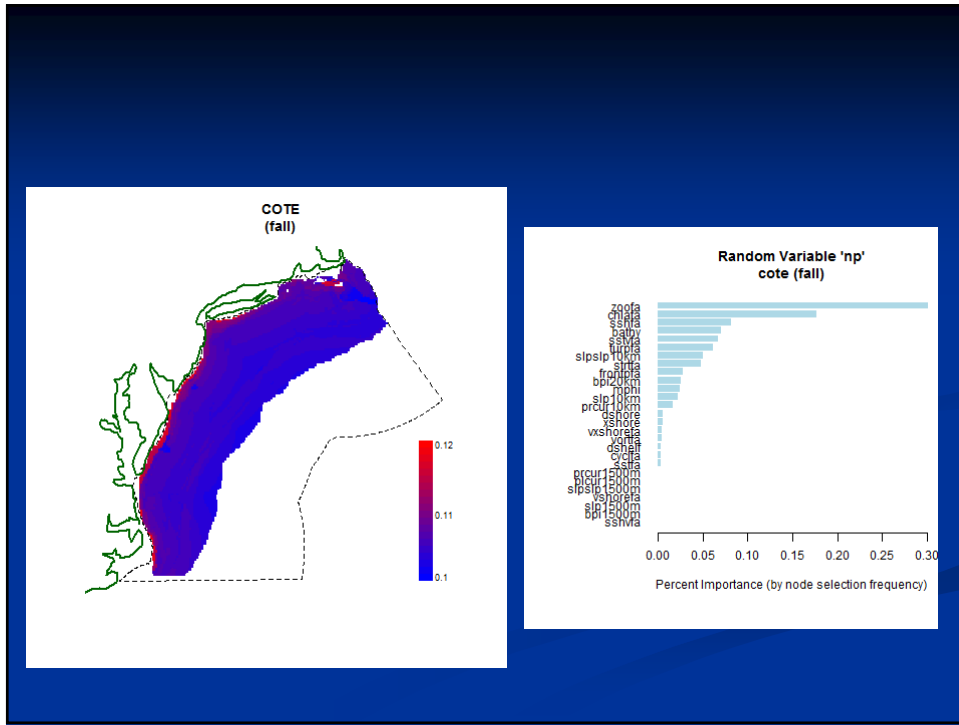 COTE
(fall)
0.12
0.11
0.1
Random Variable 'np'
cote (fall)
zoofa
chlafa
sshfa
bathy
sstvfa
turpfa
slpslp10km
strtfa
frontpfa
bpi20km
mphi
slp10km
prcur10km
dshore
xshore
vxshorefa
vortfa
dshelf
cyclfa
sstfa
prcur1500m
plcur1500m
slpslp1500m
vshorefa
slp1500m
bpi1500m
sshvfa
0.00 0.05 0.10 0.15 0.20 0.25 0.30
Percent Importance (by node selection frequency)